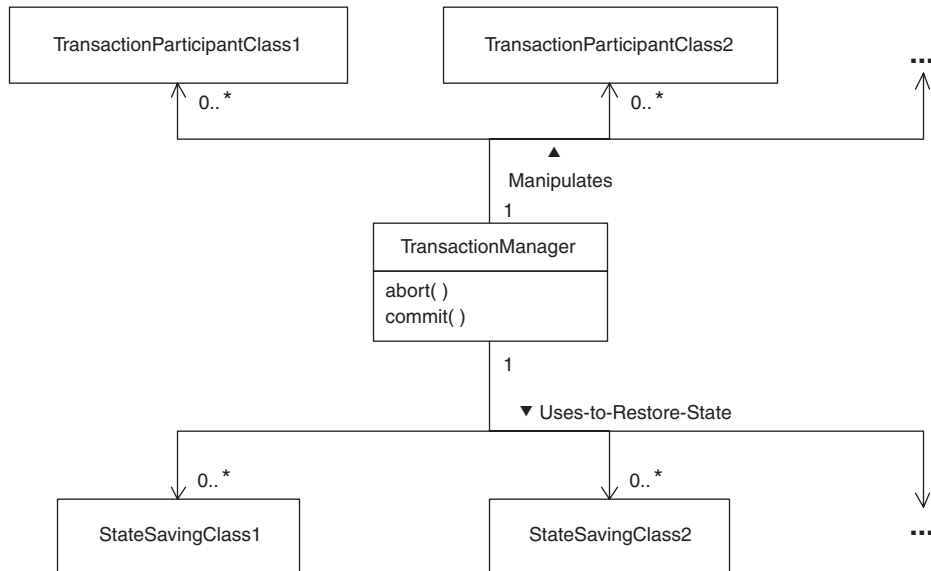 TransactionParticipantClass1
TransactionParticipantClass2
...
0..*
0..*
▲
Manipulates
1
TransactionManager
abort( )
commit( )
1
▼ Uses-to-Restore-State
0..*
0..*
StateSavingClass1
StateSavingClass2
...